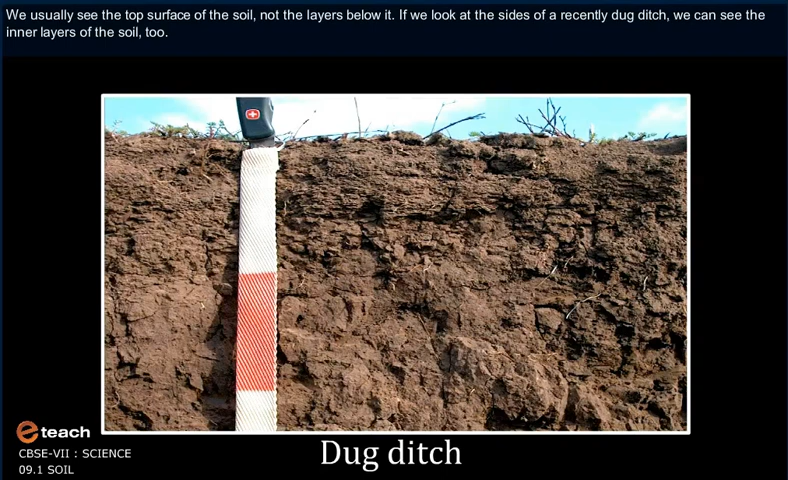 We usually see the top surface of the soil, not the layers below it. If we look at the sides of a recently dug ditch, we can see the
inner layers of the soil, too.
eteach
CBSE-VII : SCIENCE
09.1 SOIL
Dug ditch